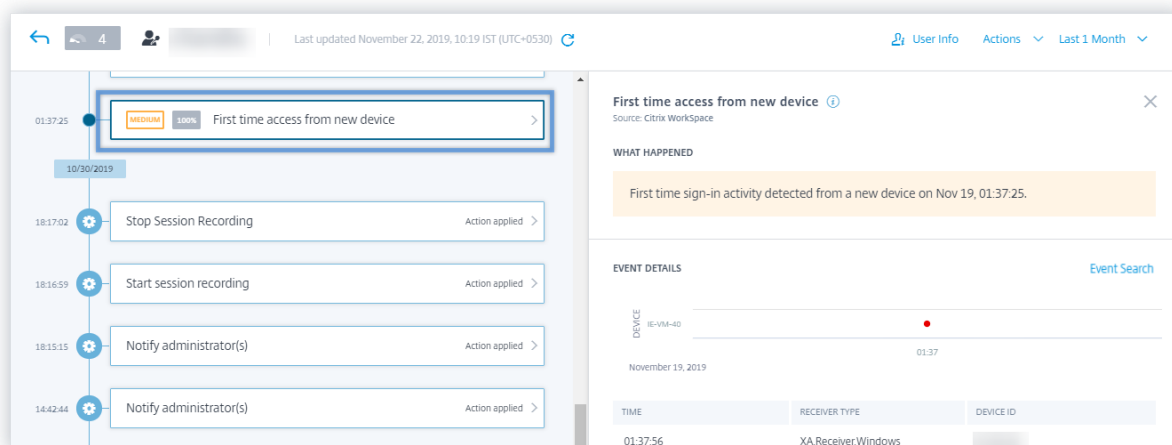 4
Last updated November 22, 2019, 10:19 IST (UTC+0530)
User Info
Actions
Last 1 Month
01:37:25
MEDIUM 100% First time access from new device
10/30/2019
18:17:02 Stop Session Recording Action applied
18:16:59 Start session recording Action applied
18:15:15 Notify administrator(s) Action applied
14:42:44 Notify administrator(s) Action applied
First time access from new device
Source: Citrix WorkSpace
WHAT HAPPENED
First time sign-in activity detected from a new device on Nov 19, 01:37:25.
EVENT DETAILS Event Search
DEVICE
IE-VM-40
01:37
November 19, 2019
TIME RECEIVER TYPE DEVICE ID
01:37:56 XA.Receiver.Windows